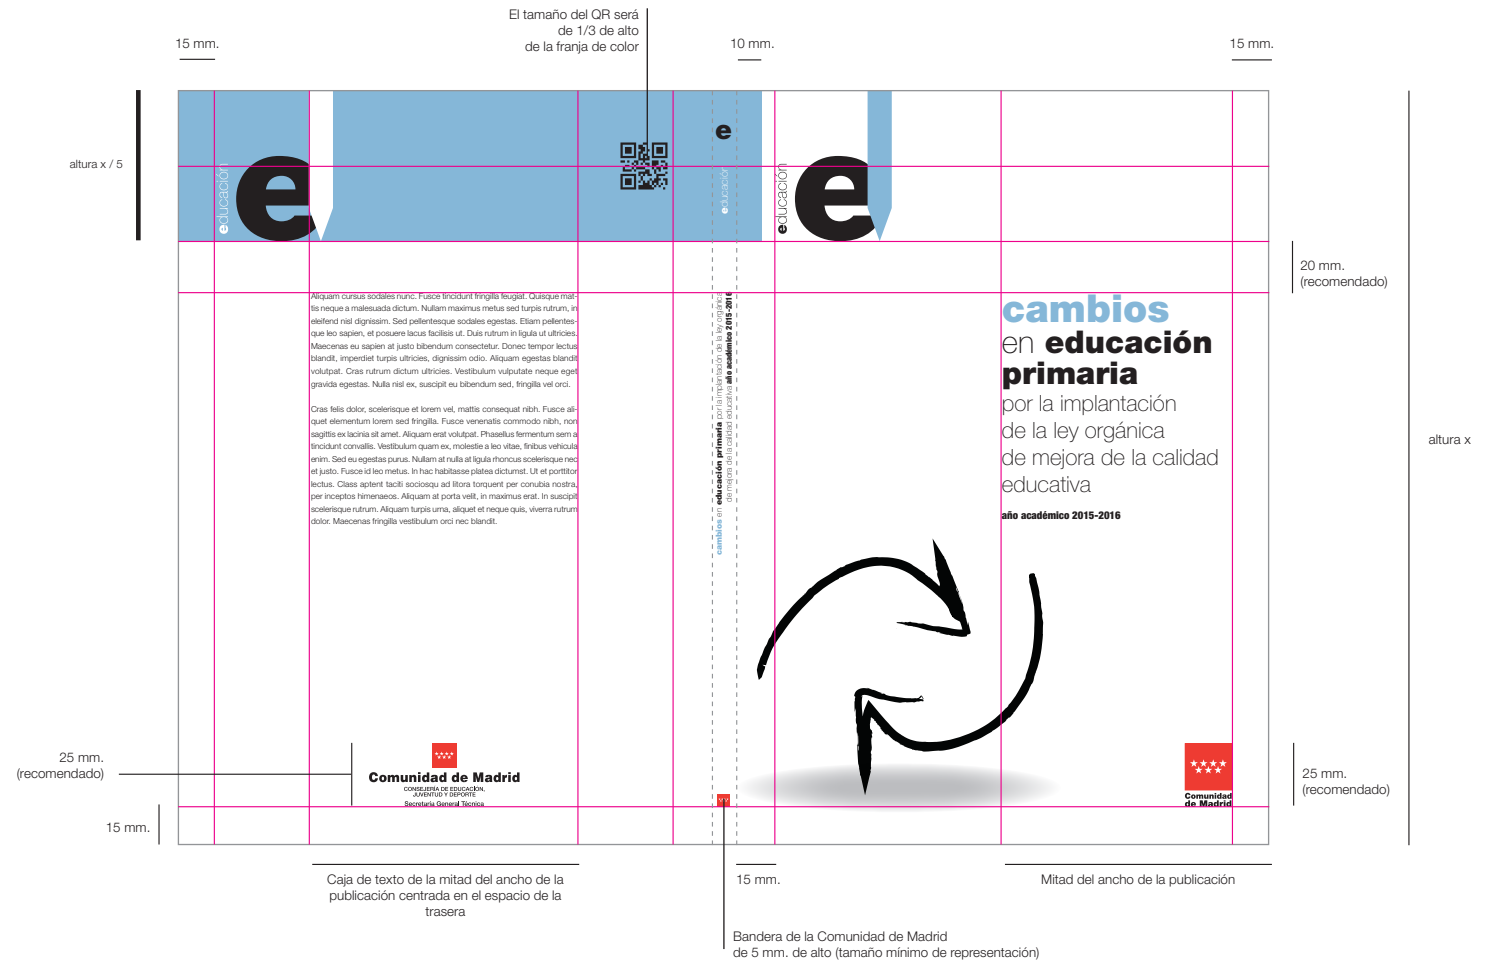 El tamaño del QR será
de 1/3 de alto
de la franja de color
15 mm.
10 mm.
15 mm.
altura x / 5
educación
e
e
educación
educación
e
20 mm.
(recomendado)
Aliquam cursus sodales nunc. Fusce tincidunt fringilla feugiat. Quisque mat-
tis neque a malesuada dictum. Nullam maximus metus sed turpis rutrum, in
eleifend nisl dignissim. Sed pellentesque sodales egestas. Etiam pellentes-
que leo sapien, et posuere lacus facilisis ut. Duis rutrum in ligula ut ultricies.
Maecenas eu sapien at justo bibendum consectetur. Donec tempor lectus
blandit, imperdiet turpis ultricies, dignissim odio. Aliquam egestas blandit
volutpat. Cras rutrum dictum ultricies. Vestibulum vulputate neque eget
gravida egestas. Nulla nisl ex, suscipit eu bibendum sed, fringilla vel orci.
Cras felis dolor, scelerisque et lorem vel, mattis consequat nibh. Fusce ali-
quet elementum lorem sed fringilla. Fusce venenatis commodo nibh, non
sagittis ex lacinia sit amet. Aliquam erat volutpat. Phasellus fermentum sem a
tincidunt convallis. Vestibulum quam ex, molestie a leo vitae, finibus vehicula
enim. Sed eu egestas purus. Nullam at nulla at ligula rhoncus scelerisque nec
et justo. Fusce id leo metus. In hac habitasse platea dictumst. Ut et porttitor
lectus. Class aptent taciti sociosqu ad litora torquent per conubia nostra,
per inceptos himenaeos. Aliquam at porta velit, in maximus erat. In suscipit
scelerisque rutrum. Aliquam turpis urna, aliquet et neque quis, viverra rutrum
dolor. Maecenas fringilla vestibulum orci nec blandit.
cambios en educación primaria por la implantación de la ley orgánica
de mejora de la calidad educativa año académico 2015-2016
cambios
en educación
primaria
por la implantación
de la ley orgánica
de mejora de la calidad
educativa
año académico 2015-2016
altura x
25 mm.
(recomendado)
Comunidad de Madrid
CONSEJERÍA DE EDUCACIÓN,
JUVENTUD Y DEPORTE
Secretaría General Técnica
Comunidad
de Madrid
25 mm.
(recomendado)
15 mm.
Caja de texto de la mitad del ancho de la
publicación centrada en el espacio de la
trasera
15 mm.
Mitad del ancho de la publicación
Bandera de la Comunidad de Madrid
de 5 mm. de alto (tamaño mínimo de representación)